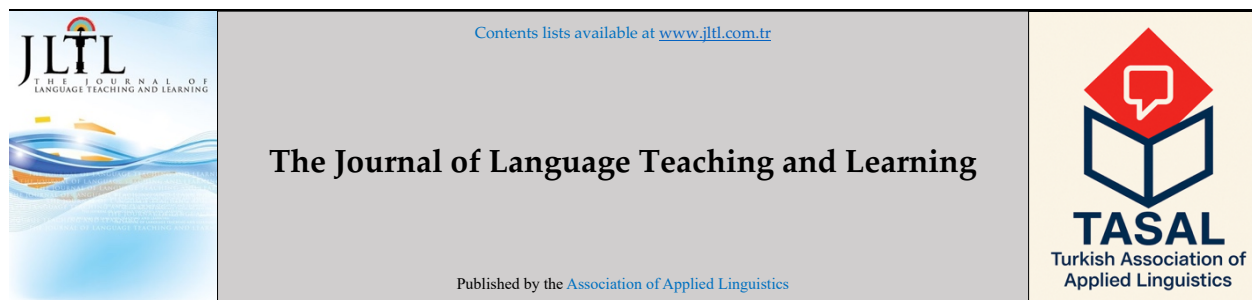 JLTL
THE JOURNAL OF
LANGUAGE TEACHING AND LEARNING
Contents lists available at www.jltl.com.tr
The Journal of Language Teaching and Learning
Published by the Association of Applied Linguistics
TASAL
Turkish Association of
Applied Linguistics